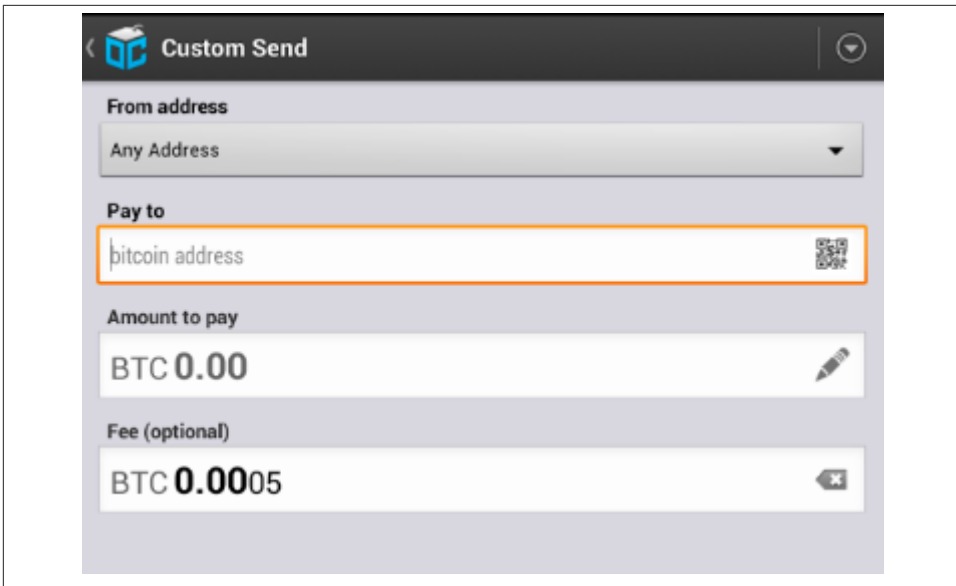 Custom Send
From address
Any Address
Pay to
bitcoin address
Amount to pay
BTC 0.00
Fee (optional)
BTC 0.0005